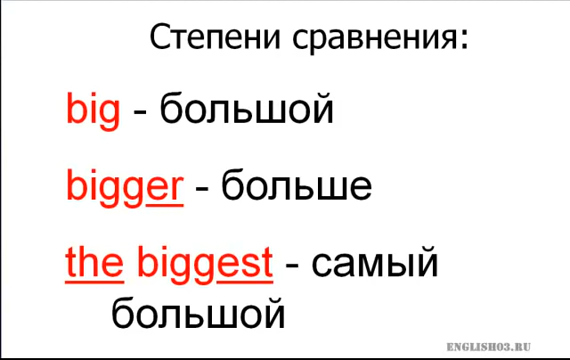 Степени сравнения:
big - большой
bigger - больше
the biggest - самый
большой
ENGLISH03.RU